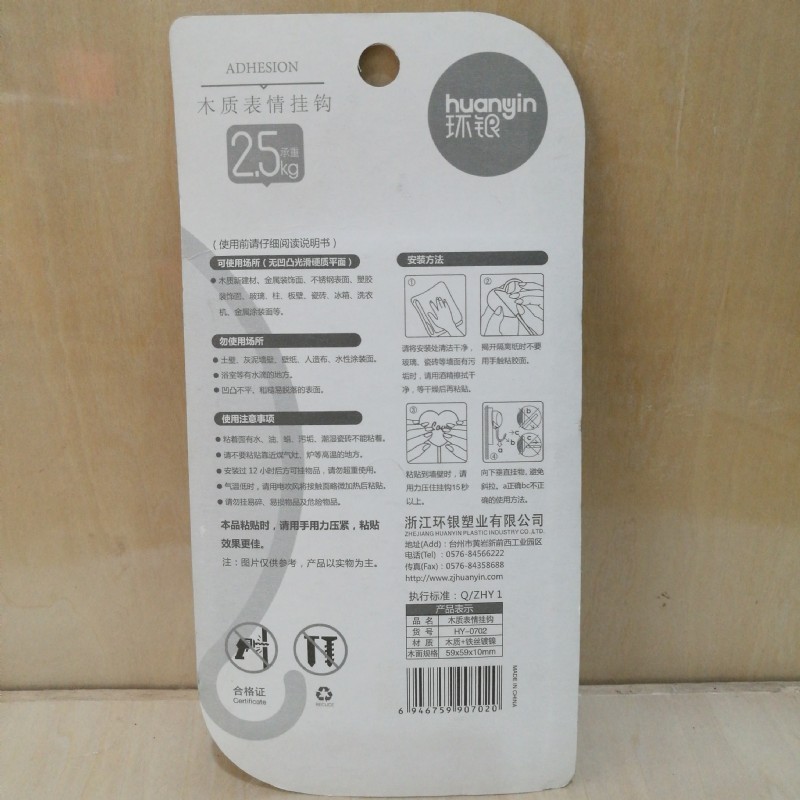 ADHESION
木质表情挂钩
2.5kg
承重
huanyin
环银
(使用前请仔细阅读说明书)
可使用场所(无凹凸光滑硬质平面)
●木质新建材、金属装饰面、不锈钢表面、塑胶
装饰面、玻璃、柱、板壁、瓷砖、冰箱、洗衣
机、金属涂装面等。
勿使用场所
●土壁、灰泥墙壁、壁纸、人造布、水性涂装面。
●浴室等有水滴的地方。
●凹凸不平、粗糙易脱落的表面。
使用注意事项
●粘着面有水、油、蜡、污垢、潮湿瓷砖不能粘着。
●请不要粘贴靠近煤气灶、炉等高温的地方。
●安装过12小时后方可挂物品,请勿超重使用。
●气温低时,请用电吹风将接触面略微加热后粘贴。
●请勿挂易碎、易损物品及危险物品。
本品粘贴时,请用手用力压紧,粘贴
效果更佳。
注:图片仅供参考,产品以实物为主。
合格证
Certificate
安装方法
①
②
请将安装处清洁干净,
玻璃、瓷砖等墙面有污
垢时,请用酒精擦拭干
净,等干燥后再粘贴。
揭开隔离纸时不要
用手触粘胶面。
③
Love
④
a
b
c
b
c
粘贴到墙壁时,请
用力压住挂钩15秒
以上。
向下垂直挂物、避免
斜拉。a正确bc不正
确的使用方法。
浙江环银塑业有限公司
ZHEJIANG HUANYIN PLASTIC INDUSTRY CO.,LTD.
地址(Add):台州市黄岩新前西工业园区
电话(Tel):0576-84566222
传真(Fax):0576-84358688
http://www.zjhuanyin.com
执行标准:Q/ZHY 1
产品表示
品 名 木质表情挂钩
货 号 HY-0702
材 质 木质+铁丝镀镍
木面规格 59x59x10mm
MADE IN CHINA
6 946759 907020